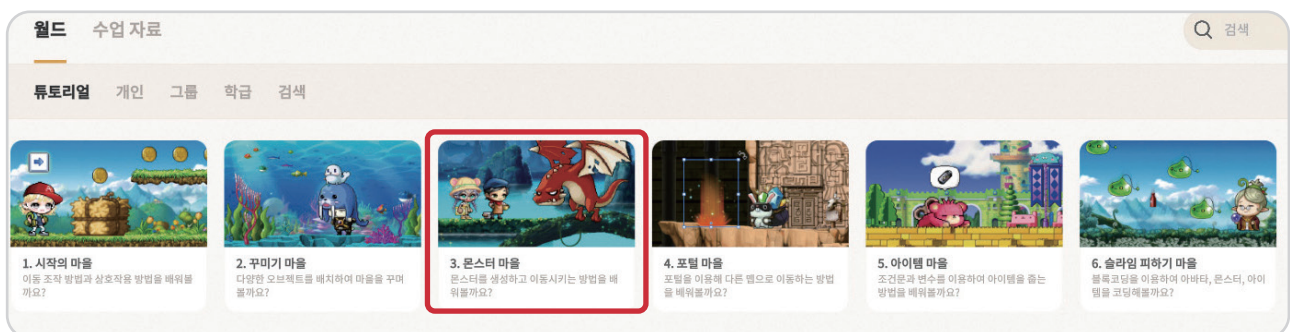 월드 수업 자료 검색
튜토리얼 개인 그룹 학급 검색
1. 시작의 마을
이동 조작 방법과 상호작용 방법을 배워볼
까요?
2. 꾸미기 마을
다양한 오브젝트를 배치하여 마을을 꾸며
볼까요?
3. 몬스터 마을
몬스터를 생성하고 이동시키는 방법을 배
워볼까요?
4. 포털 마을
포털을 이용해 다른 맵으로 이동하는 방법
을 배워볼까요?
5. 아이템 마을
조건문과 변수를 이용하여 아이템을 줍는
방법을 배워볼까요?
6. 슬라임 피하기 마을
블록코딩을 이용하여 아바타, 몬스터, 아이
템을 코딩해볼까요?